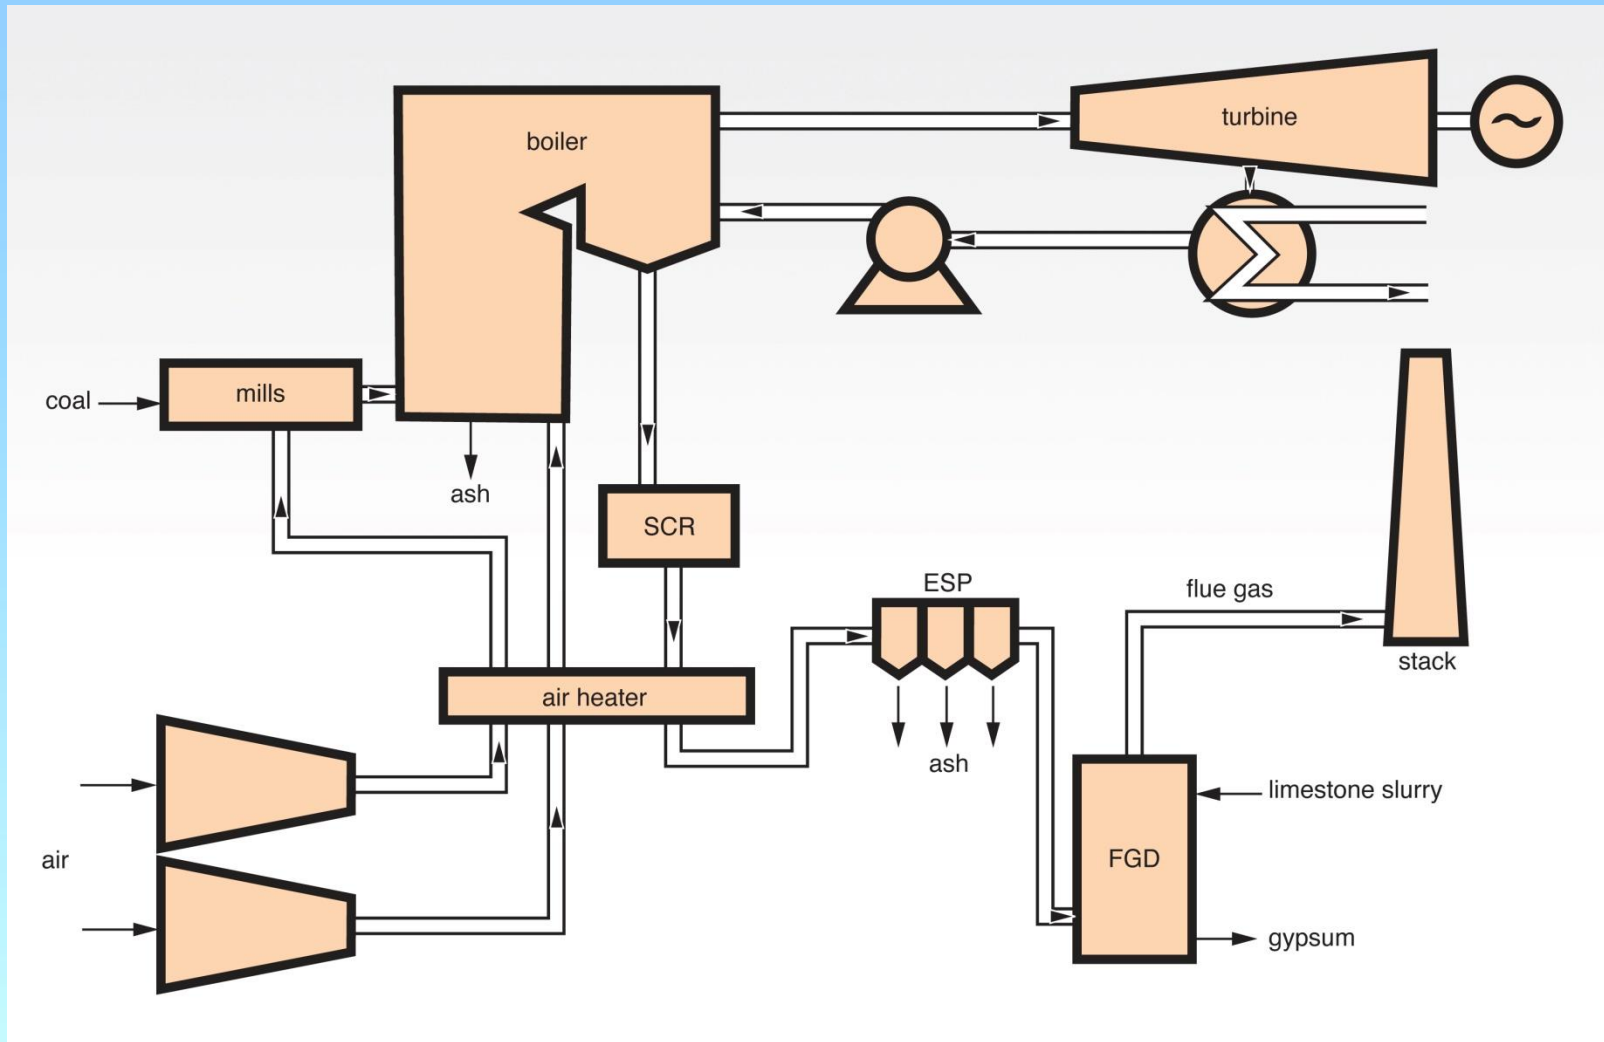 turbine
boiler
coal
mills
ash
SCR
ESP
flue gas
stack
air heater
ash
limestone slurry
air
FGD
gypsum